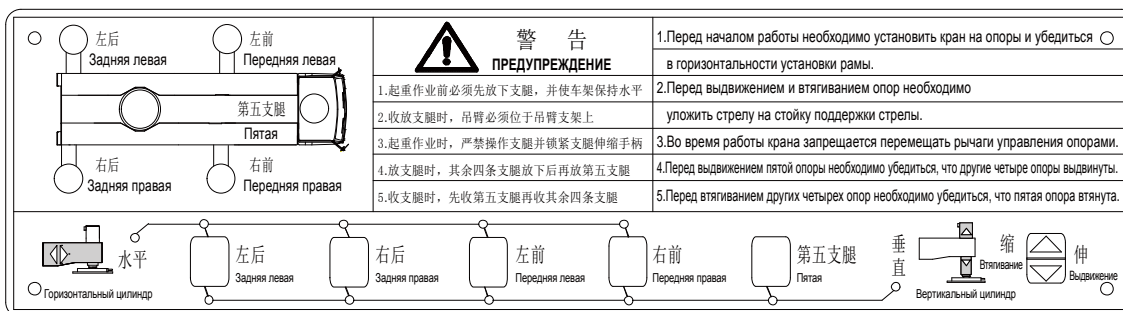 左后
Задняя левая
左前
Передняя левая
第五支腿
Пятая
右后
Задняя правая
右前
Передняя правая
警 告
ПРЕДУПРЕЖДЕНИЕ
1.起重作业前必须先放下支腿，并使车架保持水平
2.收放支腿时，吊臂必须位于吊臂支架上
3.起重作业时，严禁操作支腿并锁紧支腿伸缩手柄
4.放支腿时，其余四条支腿放下后再放第五支腿
5.收支腿时，先收第五支腿再收其余四条支腿
1.Перед началом работы необходимо установить кран на опоры и убедиться
в горизонтальности установки рамы.
2.Перед выдвижением и втягиванием опор необходимо
уложить стрелу на стойку поддержки стрелы.
3.Во время работы крана запрещается перемещать рычаги управления опорами.
4.Перед выдвижением пятой опоры необходимо убедиться, что другие четыре опоры выдвинуты.
5.Перед втягиванием других четырех опор необходимо убедиться, что пятая опора втянута.
水平
Горизонтальный цилиндр
左后
Задняя левая
右后
Задняя правая
左前
Передняя левая
右前
Передняя правая
第五支腿
Пятая
垂直
Вертикальный цилиндр
缩
Втягивание
伸
Выдвижение